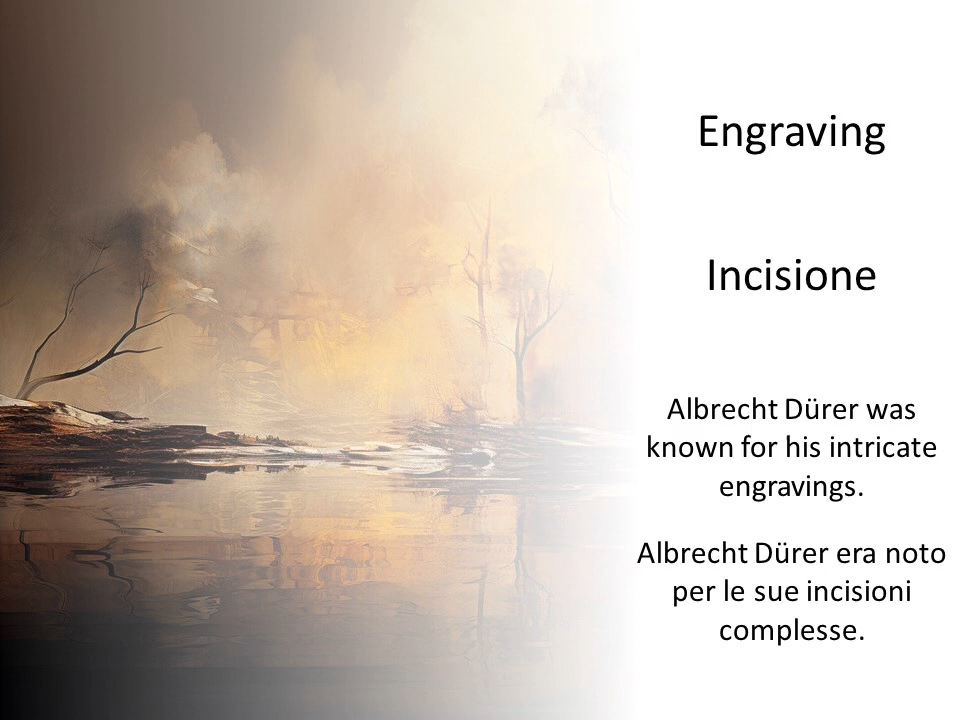 Engraving
Incisione
Albrecht Dürer was
known for his intricate
engravings.
Albrecht Dürer era noto
per le sue incisioni
complesse.